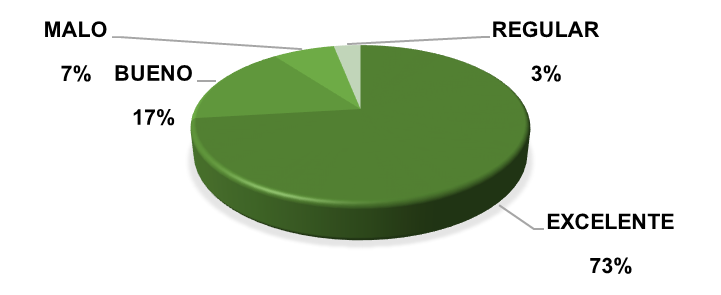 MALO
7%
BUENO
17%
REGULAR
3%
EXCELENTE
73%